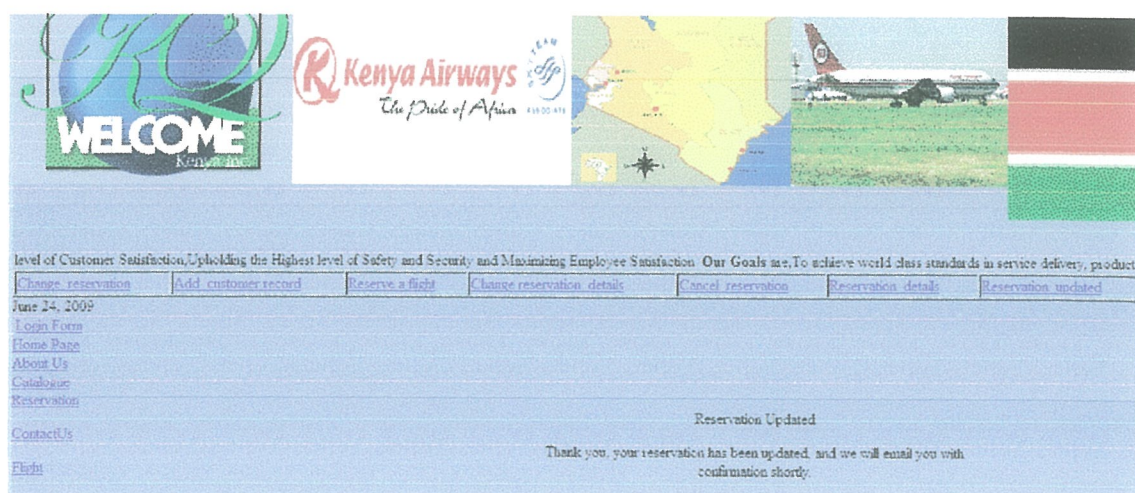 WELCOME
Kenya Inc
Kenya Airways
The Pride of Africa
SKYTEAM
ASSOCIATE
level of Customer Satisfaction,Upholding the Highest level of Safety and Security and Maximizing Employee Satisfaction Our Goals are,To achieve world class standards in service delivery, product
Change reservation
Add customer record
Reserve a flight
Change reservation details
Cancel reservation
Reservation details
Reservation updated
June 24, 2009
Login Form
Home Page
About Us
Catalogue
Reservation
ContactUs
Flight
Reservation Updated
Thank you, your reservation has been updated, and we will email you with
confirmation shortly.